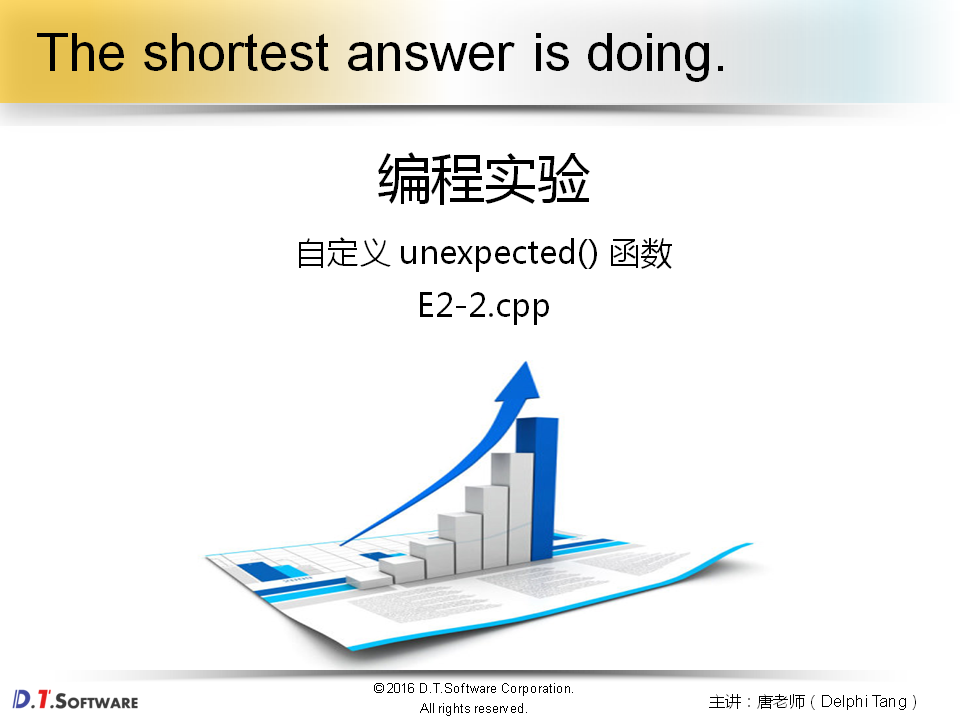 The shortest answer is doing.
编程实验
自定义 unexpected() 函数
E2-2.cpp
2009
D.T.SOFTWARE
©2016 D.T.Software Corporation.
All rights reserved.
主讲：唐老师（Delphi Tang）